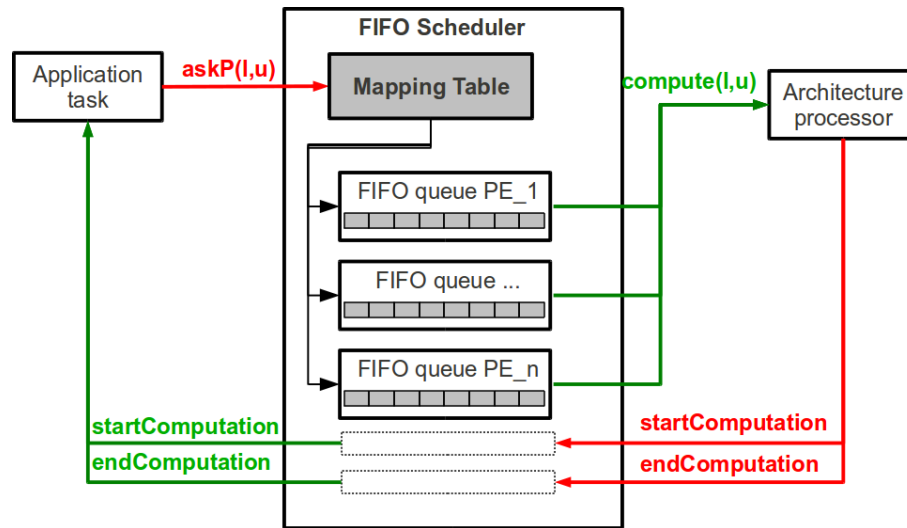 FIFO Scheduler
Application
task
askP(I,u)
Mapping Table
compute(I,u)
Architecture
processor
FIFO queue PE_1
FIFO queue ...
FIFO queue PE_n
startComputation
startComputation
endComputation
endComputation